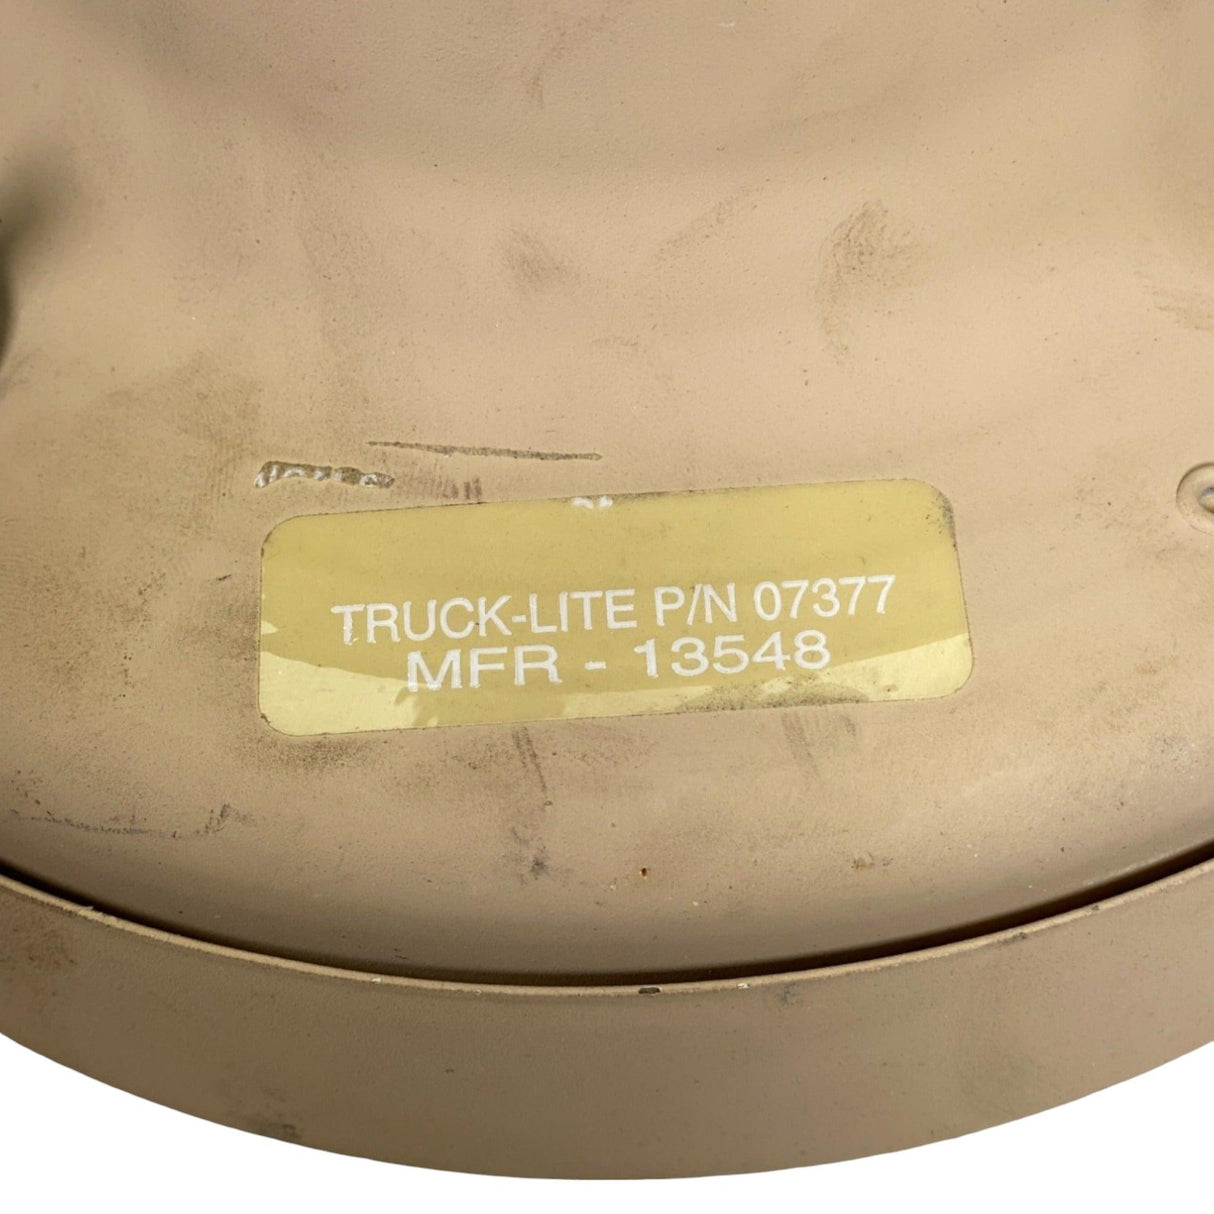 TRUCK-LITE P/N 07377
MFR - 13548